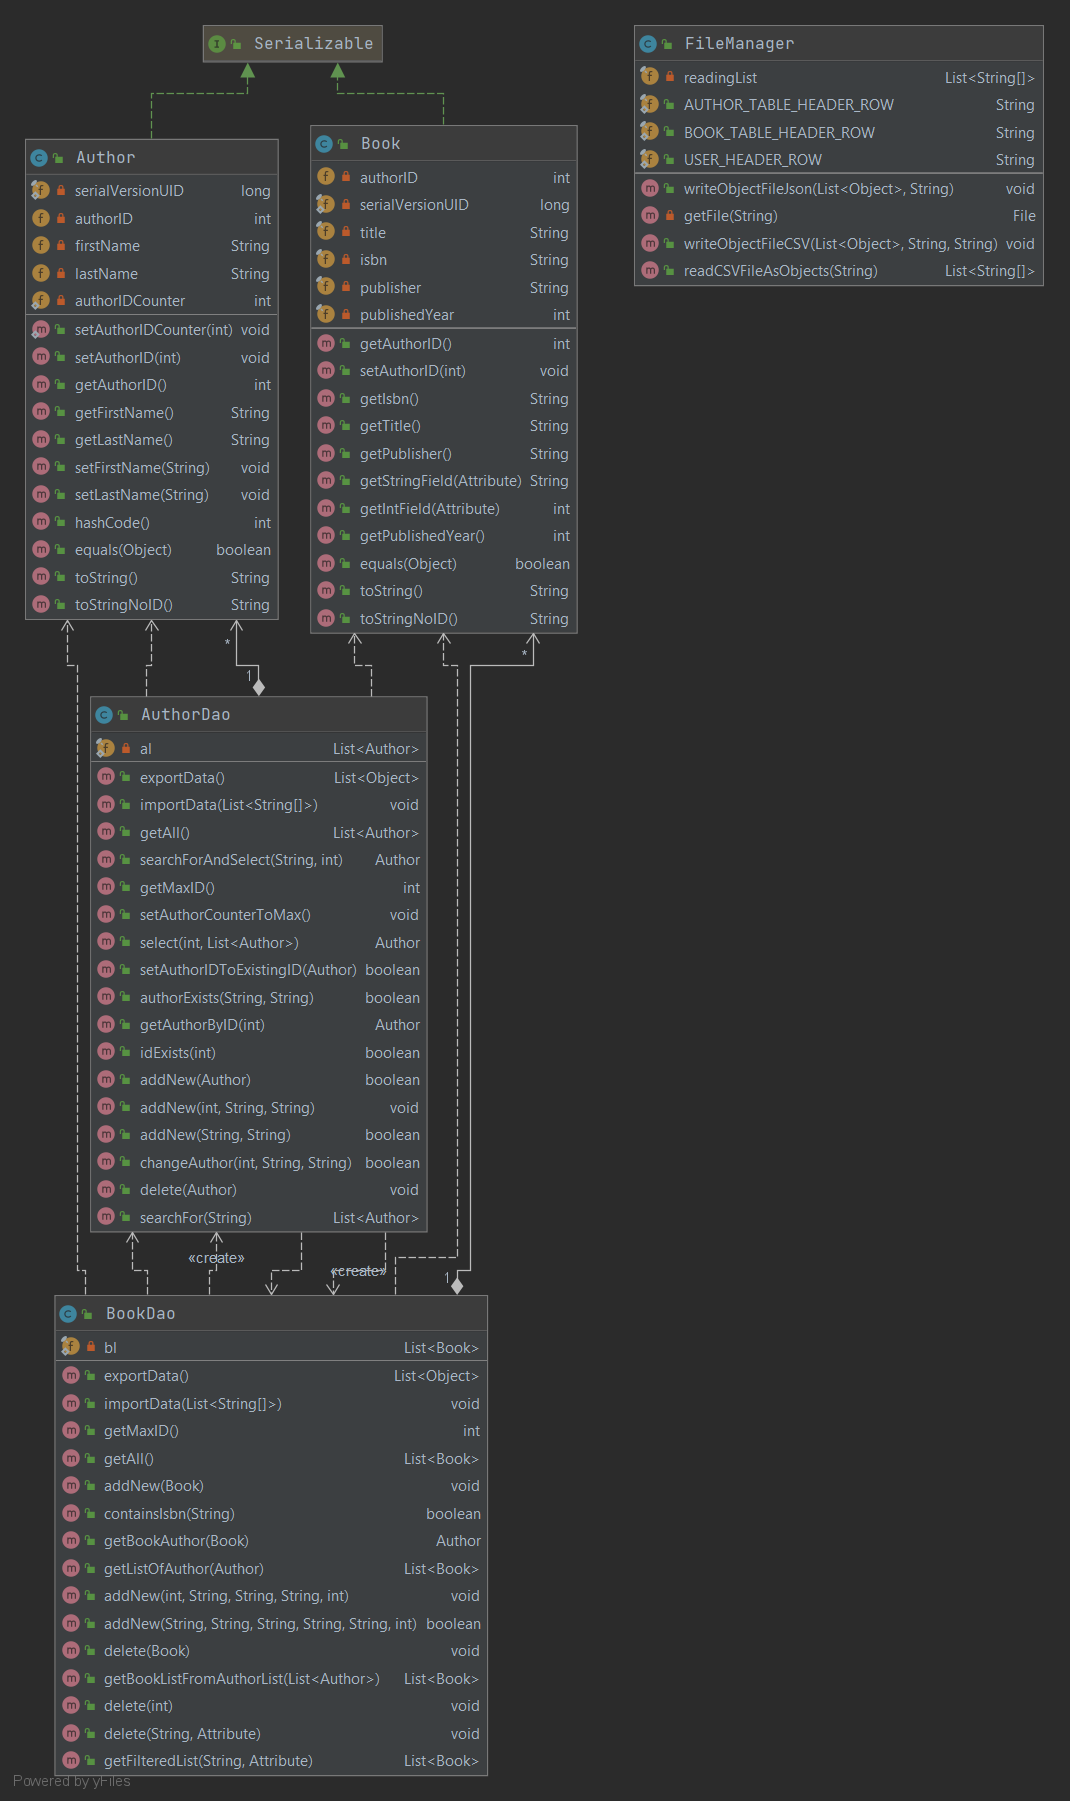 Serializable
Author
serialVersionUID long
authorID int
firstName String
lastName String
authorIDCounter int
setAuthorIDCounter(int) void
setAuthorID(int) void
getAuthorID() int
getFirstName() String
getLastName() String
setFirstName(String) void
setLastName(String) void
hashCode() int
equals(Object) boolean
toString() String
toStringNoID() String
Book
authorID int
serialVersionUID long
title String
isbn String
publisher String
publishedYear int
getAuthorID() int
setAuthorID(int) void
getIsbn() String
getTitle() String
getPublisher() String
getStringField(Attribute) String
getIntField(Attribute) int
getPublishedYear() int
equals(Object) boolean
toString() String
toStringNoID() String
FileManager
readingList List<String[]>
AUTHOR_TABLE_HEADER_ROW String
BOOK_TABLE_HEADER_ROW String
USER_HEADER_ROW String
writeObjectFileJson(List<Object>, String) void
getFile(String) File
writeObjectFileCSV(List<Object>, String, String) void
readCSVFileAsObjects(String) List<String[]>
*
1
*
AuthorDao
al List<Author>
exportData() List<Object>
importData(List<String[]>) void
getAll() List<Author>
searchForAndSelect(String, int) Author
getMaxID() int
setAuthorCounterToMax() void
select(int, List<Author>) Author
setAuthorIDToExistingID(Author) boolean
authorExists(String, String) boolean
getAuthorByID(int) Author
idExists(int) boolean
addNew(Author) boolean
addNew(int, String, String) void
addNew(String, String) boolean
changeAuthor(int, String, String) boolean
delete(Author) void
searchFor(String) List<Author>
«create»
«create»
1
BookDao
bl List<Book>
exportData() List<Object>
importData(List<String[]>) void
getMaxID() int
getAll() List<Book>
addNew(Book) void
containsIsbn(String) boolean
getBookAuthor(Book) Author
getListOfAuthor(Author) List<Book>
addNew(int, String, String, String, int) void
addNew(String, String, String, String, String, int) boolean
delete(Book) void
getBookListFromAuthorList(List<Author>) List<Book>
delete(int) void
delete(String, Attribute) void
getFilteredList(String, Attribute) List<Book>
Powered by yFiles